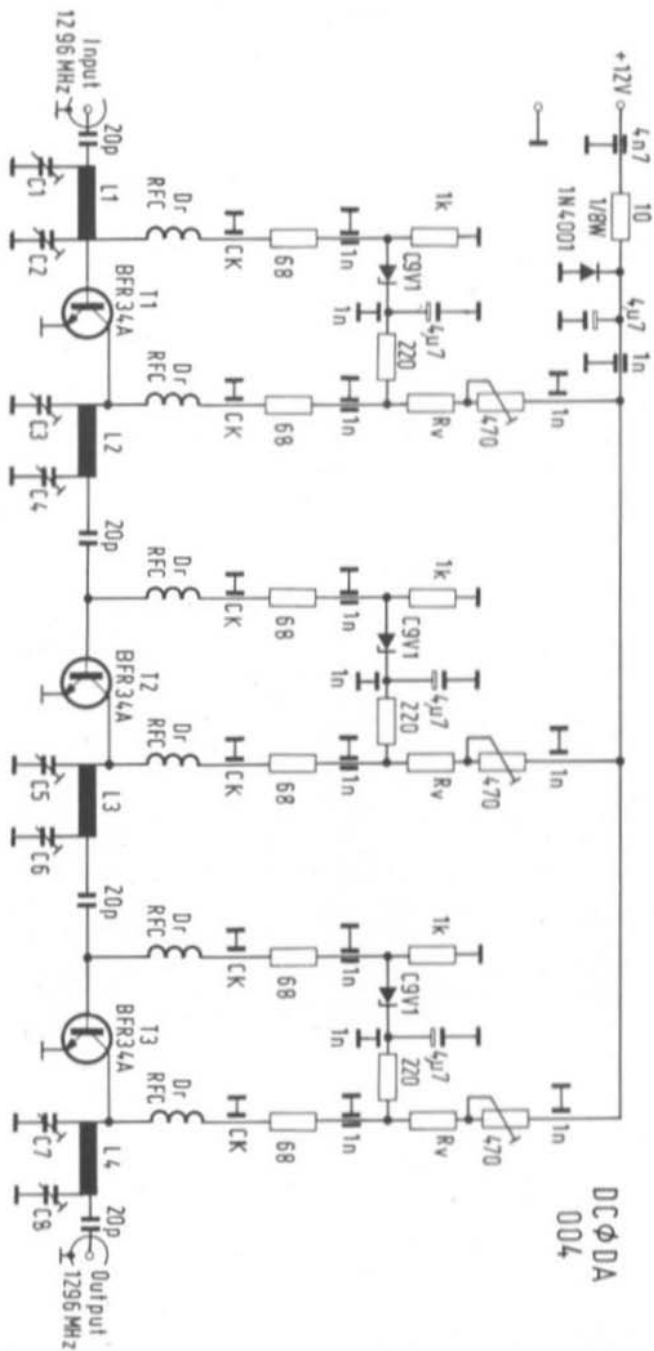 +12V
4n7
10
1/8W
1N4001
4µ7
1n
DCØDA
004
1n
1n
1n
470
470
470
1k
4µ7
Rv
1k
4µ7
Rv
1k
4µ7
Rv
C9V1
220
C9V1
220
C9V1
220
1n
1n
1n
1n
1n
1n
1n
1n
1n
68
68
68
68
68
68
CK
CK
CK
CK
CK
CK
Dr
RFC
Dr
RFC
Dr
RFC
Dr
RFC
Dr
RFC
Dr
RFC
Input
1296 MHz
20p
L1
T1
BFR34A
L2
20p
T2
BFR34A
L3
20p
T3
BFR34A
L4
20p
Output
1296 MHz
C1
C2
C3
C4
C5
C6
C7
C8